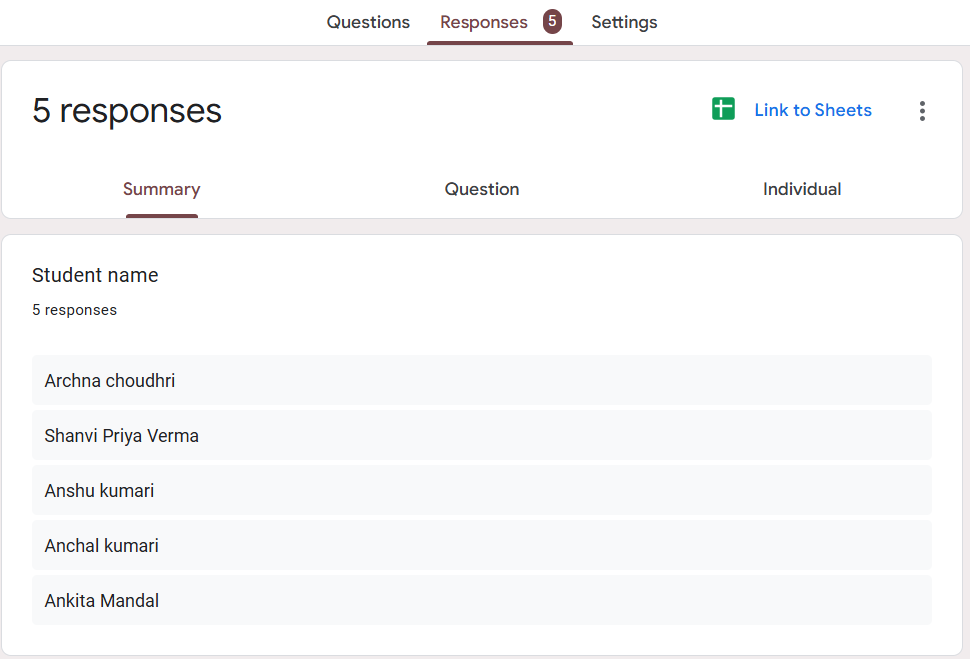 Questions Responses 5 Settings
5 responses
Link to Sheets
Summary Question Individual
Student name
5 responses
Archna choudhri
Shanvi Priya Verma
Anshu kumari
Anchal kumari
Ankita Mandal